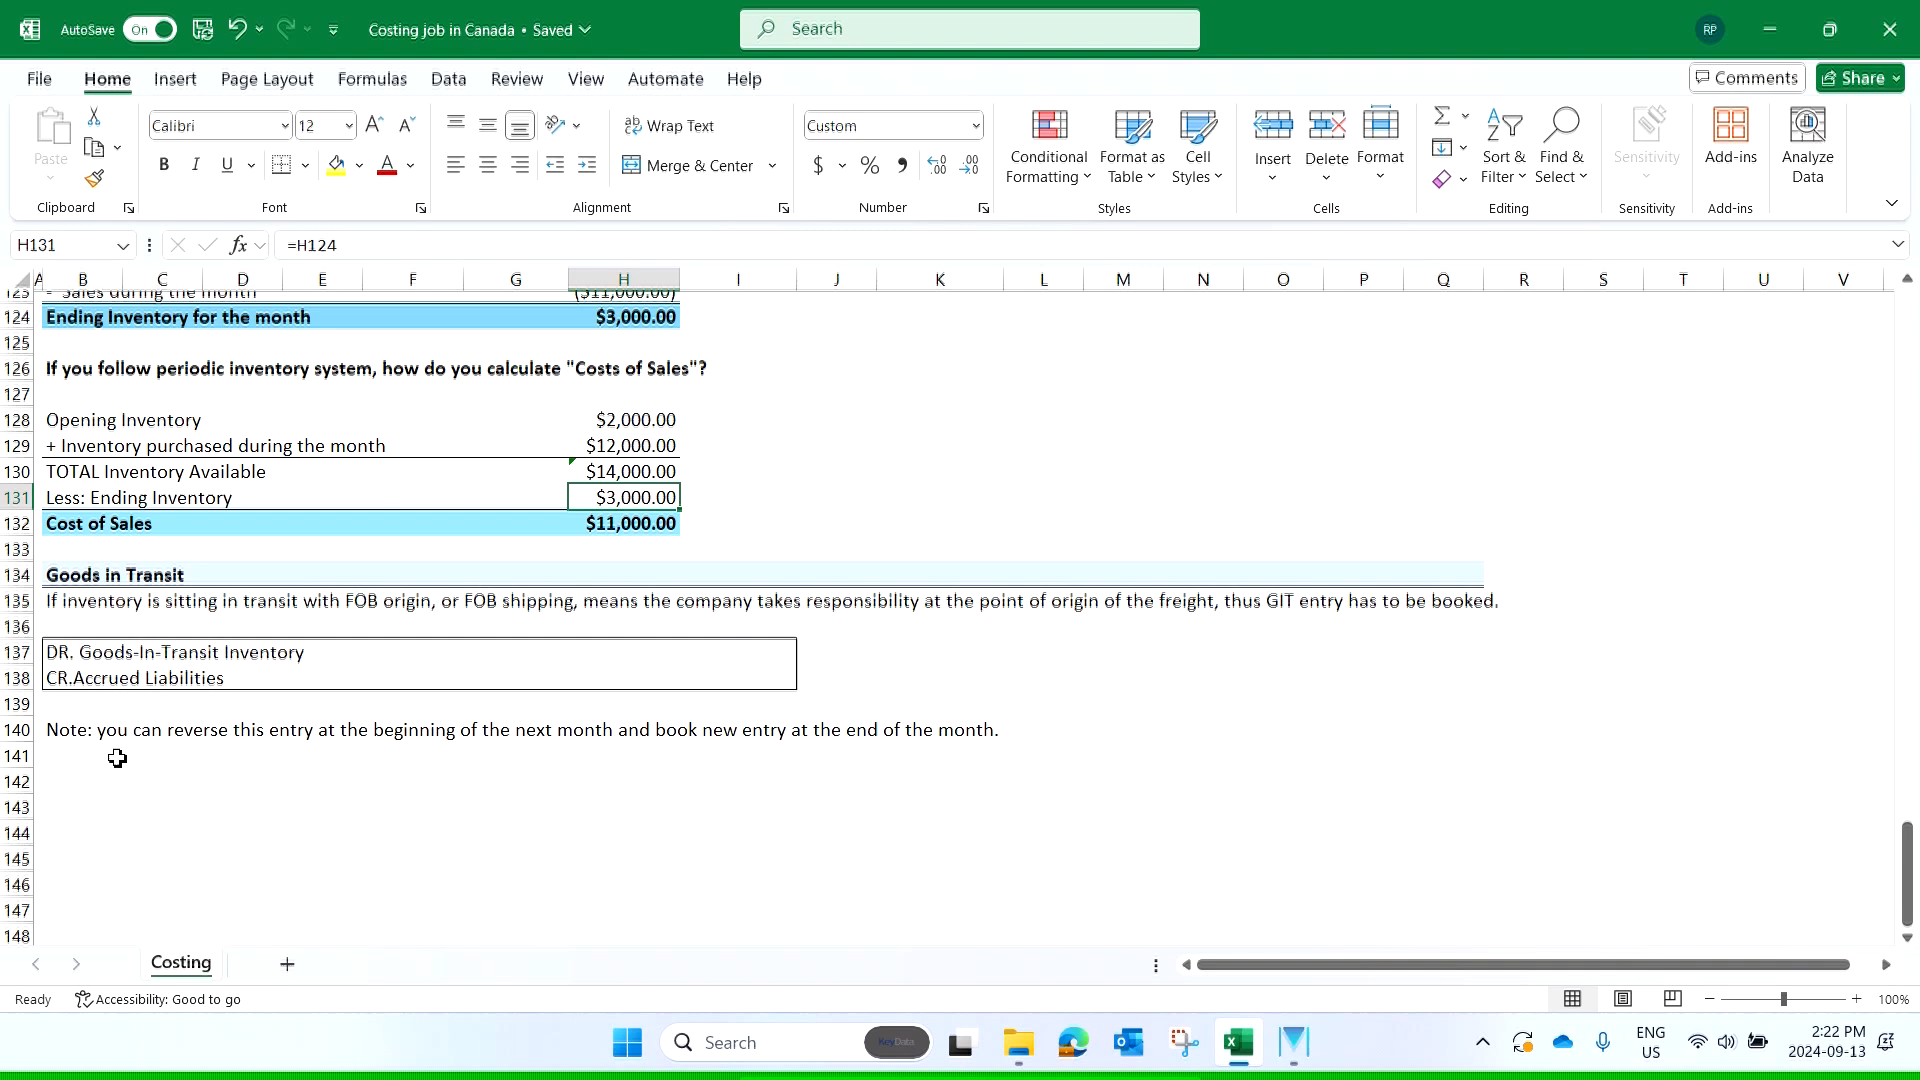 AutoSave On Costing job in Canada • Saved Search RP
File Home Insert Page Layout Formulas Data Review View Automate Help Comments Share
Paste Calibri 12 Wrap Text Custom Conditional Formatting Format as Table Cell Styles Insert Delete Format Sort & Filter Find & Select Sensitivity Add-ins Analyze Data
B I U Merge & Center $ %
Clipboard Font Alignment Number Styles Cells Editing Sensitivity Add-ins
H131 fx =H124
A B C D E F G H I J K L M N O P Q R S T U V
123 - Sales during the month ($11,000.00)
124 Ending Inventory for the month $3,000.00
125
126 If you follow periodic inventory system, how do you calculate "Costs of Sales"?
127
128 Opening Inventory $2,000.00
129 + Inventory purchased during the month $12,000.00
130 TOTAL Inventory Available $14,000.00
131 Less: Ending Inventory $3,000.00
132 Cost of Sales $11,000.00
133
134 Goods in Transit
135 If inventory is sitting in transit with FOB origin, or FOB shipping, means the company takes responsibility at the point of origin of the freight, thus GIT entry has to be booked.
136
137 DR. Goods-In-Transit Inventory
138 CR.Accrued Liabilities
139
140 Note: you can reverse this entry at the beginning of the next month and book new entry at the end of the month.
141
142
143
144
145
146
147
148
Costing
Ready Accessibility: Good to go 100%
Search KeyData ENG US 2:22 PM 2024-09-13